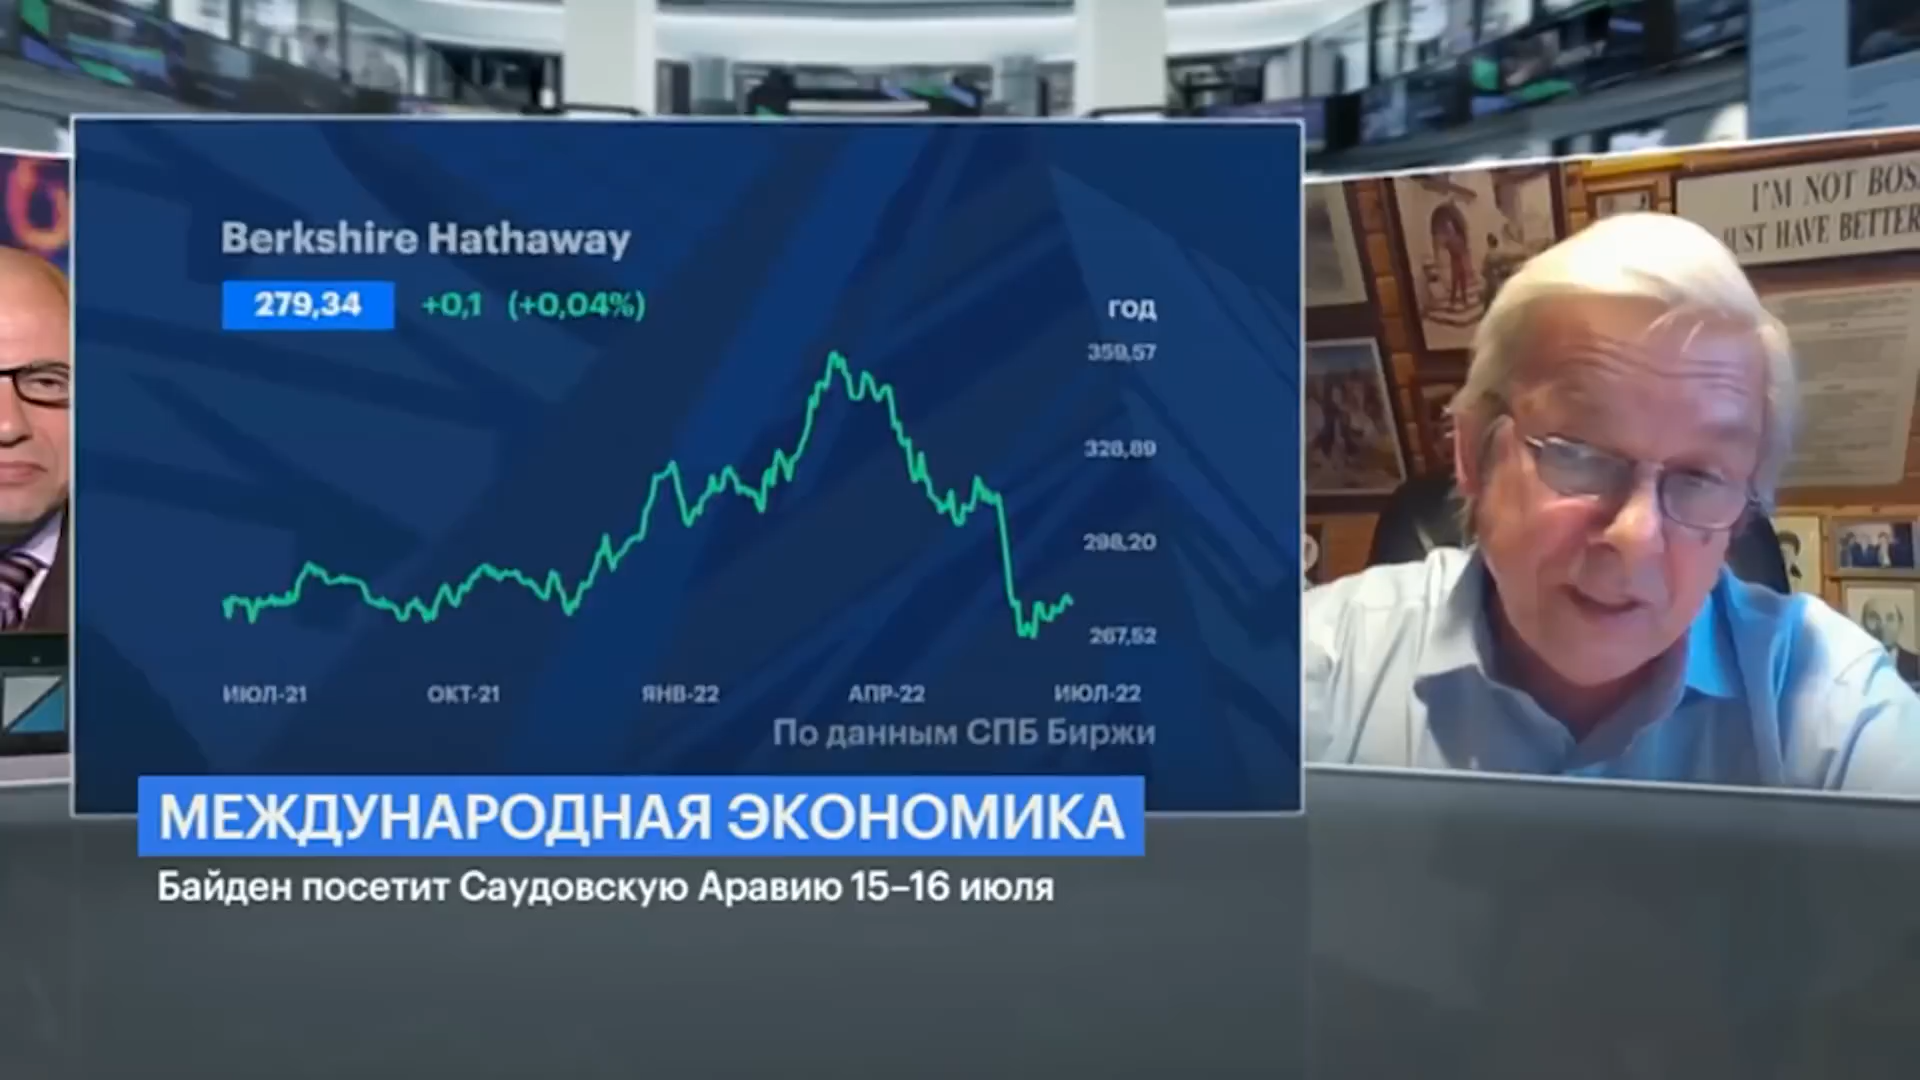 Berkshire Hathaway
279,34 +0,1 (+0,04%)
ГОД
359,57
328,89
298,20
267,52
ИЮЛ-21 ОКТ-21 ЯНВ-22 АПР-22 ИЮЛ-22
По данным СПБ Биржи
МЕЖДУНАРОДНАЯ ЭКОНОМИКА
Байден посетит Саудовскую Аравию 15–16 июля
I'M NOT
HAVE BETTER